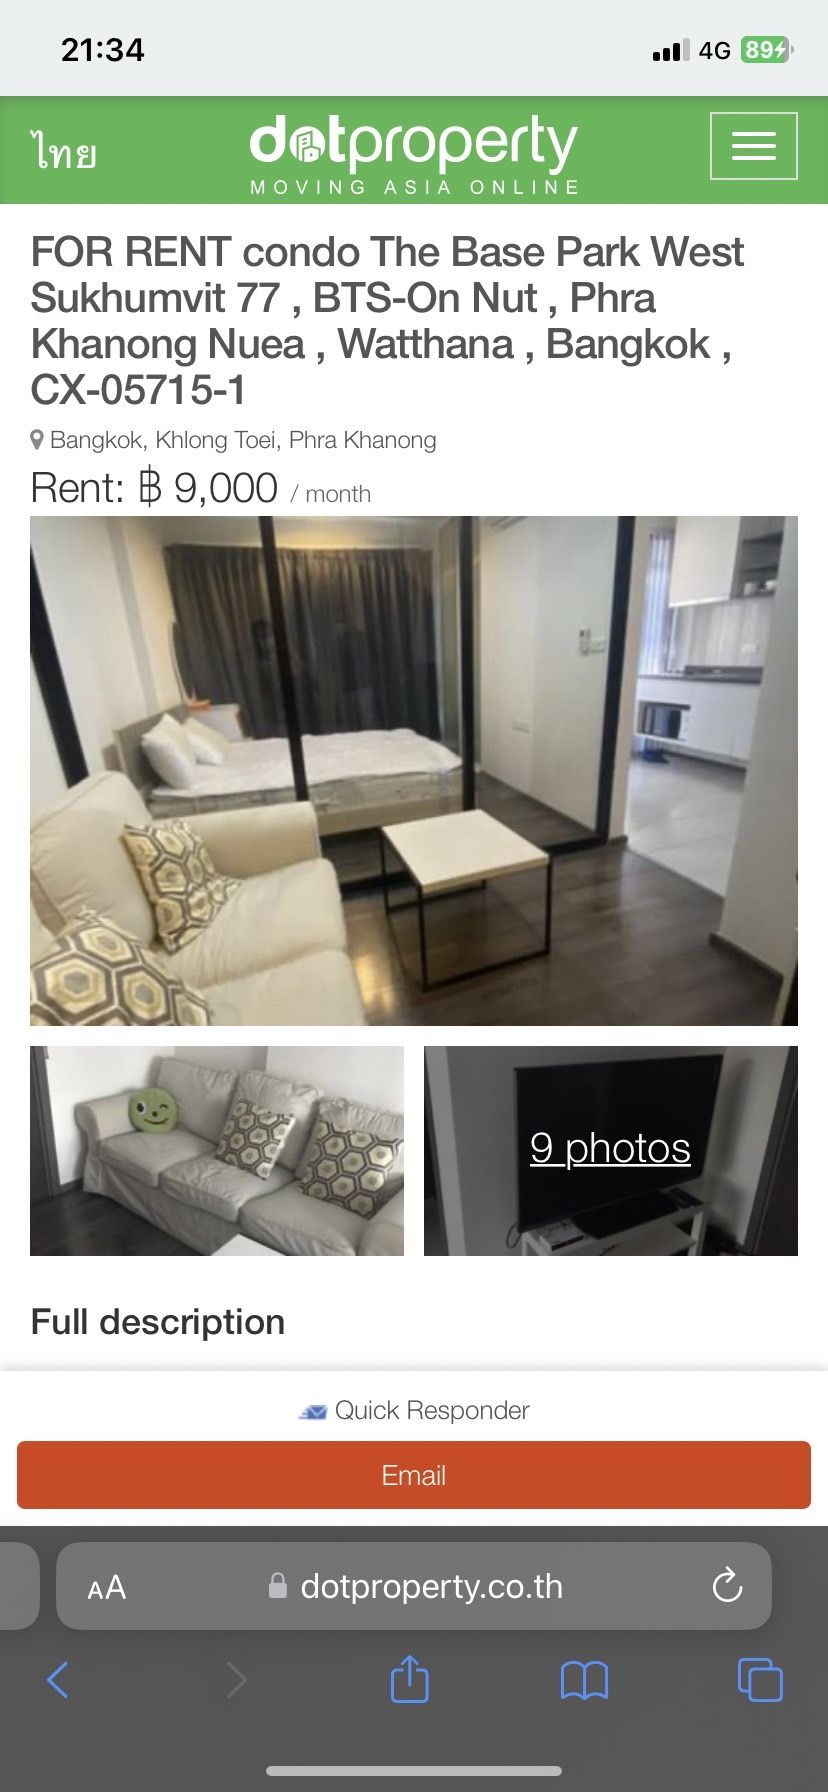 21:34
4G 89
ไทย
dotproperty
MOVING ASIA ONLINE
FOR RENT condo The Base Park West
Sukhumvit 77 , BTS-On Nut , Phra
Khanong Nuea , Watthana , Bangkok ,
CX-05715-1
Bangkok, Khlong Toei, Phra Khanong
Rent: ฿ 9,000 / month
9 photos
Full description
Quick Responder
Email
AA
dotproperty.co.th